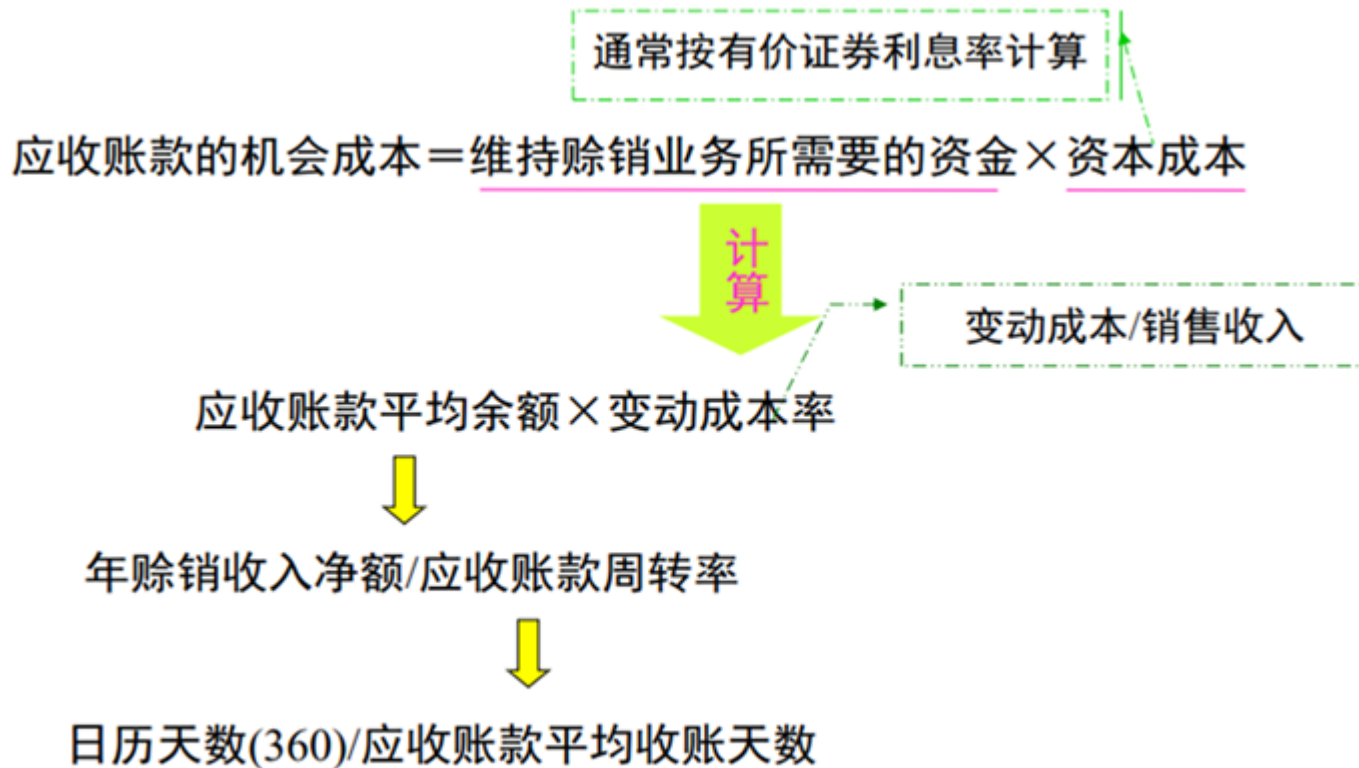 通常按有价证券利息率计算
应收账款的机会成本＝维持赊销业务所需要的资金×资本成本
计
算
变动成本/销售收入
应收账款平均余额×变动成本率
年赊销收入净额/应收账款周转率
日历天数(360)/应收账款平均收账天数